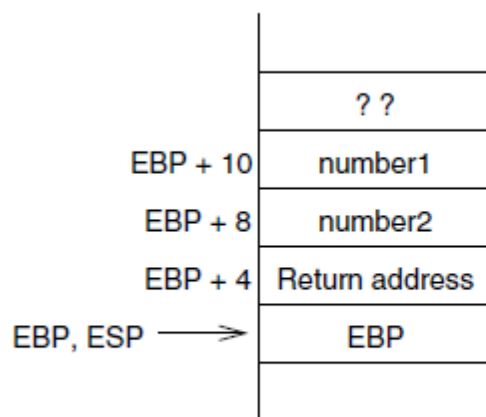 ? ?
EBP + 10 number1
EBP + 8 number2
EBP + 4 Return address
EBP, ESP EBP